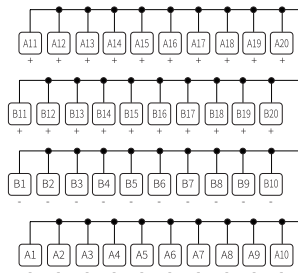 A11 A12 A13 A14 A15 A16 A17 A18 A19 A20
+ + + + + + + + + +
B11 B12 B13 B14 B15 B16 B17 B18 B19 B20
+ + + + + + + + + +
B1 B2 B3 B4 B5 B6 B7 B8 B9 B10
- - - - - - - - - -
A1 A2 A3 A4 A5 A6 A7 A8 A9 A10
- - - - - - - - - -